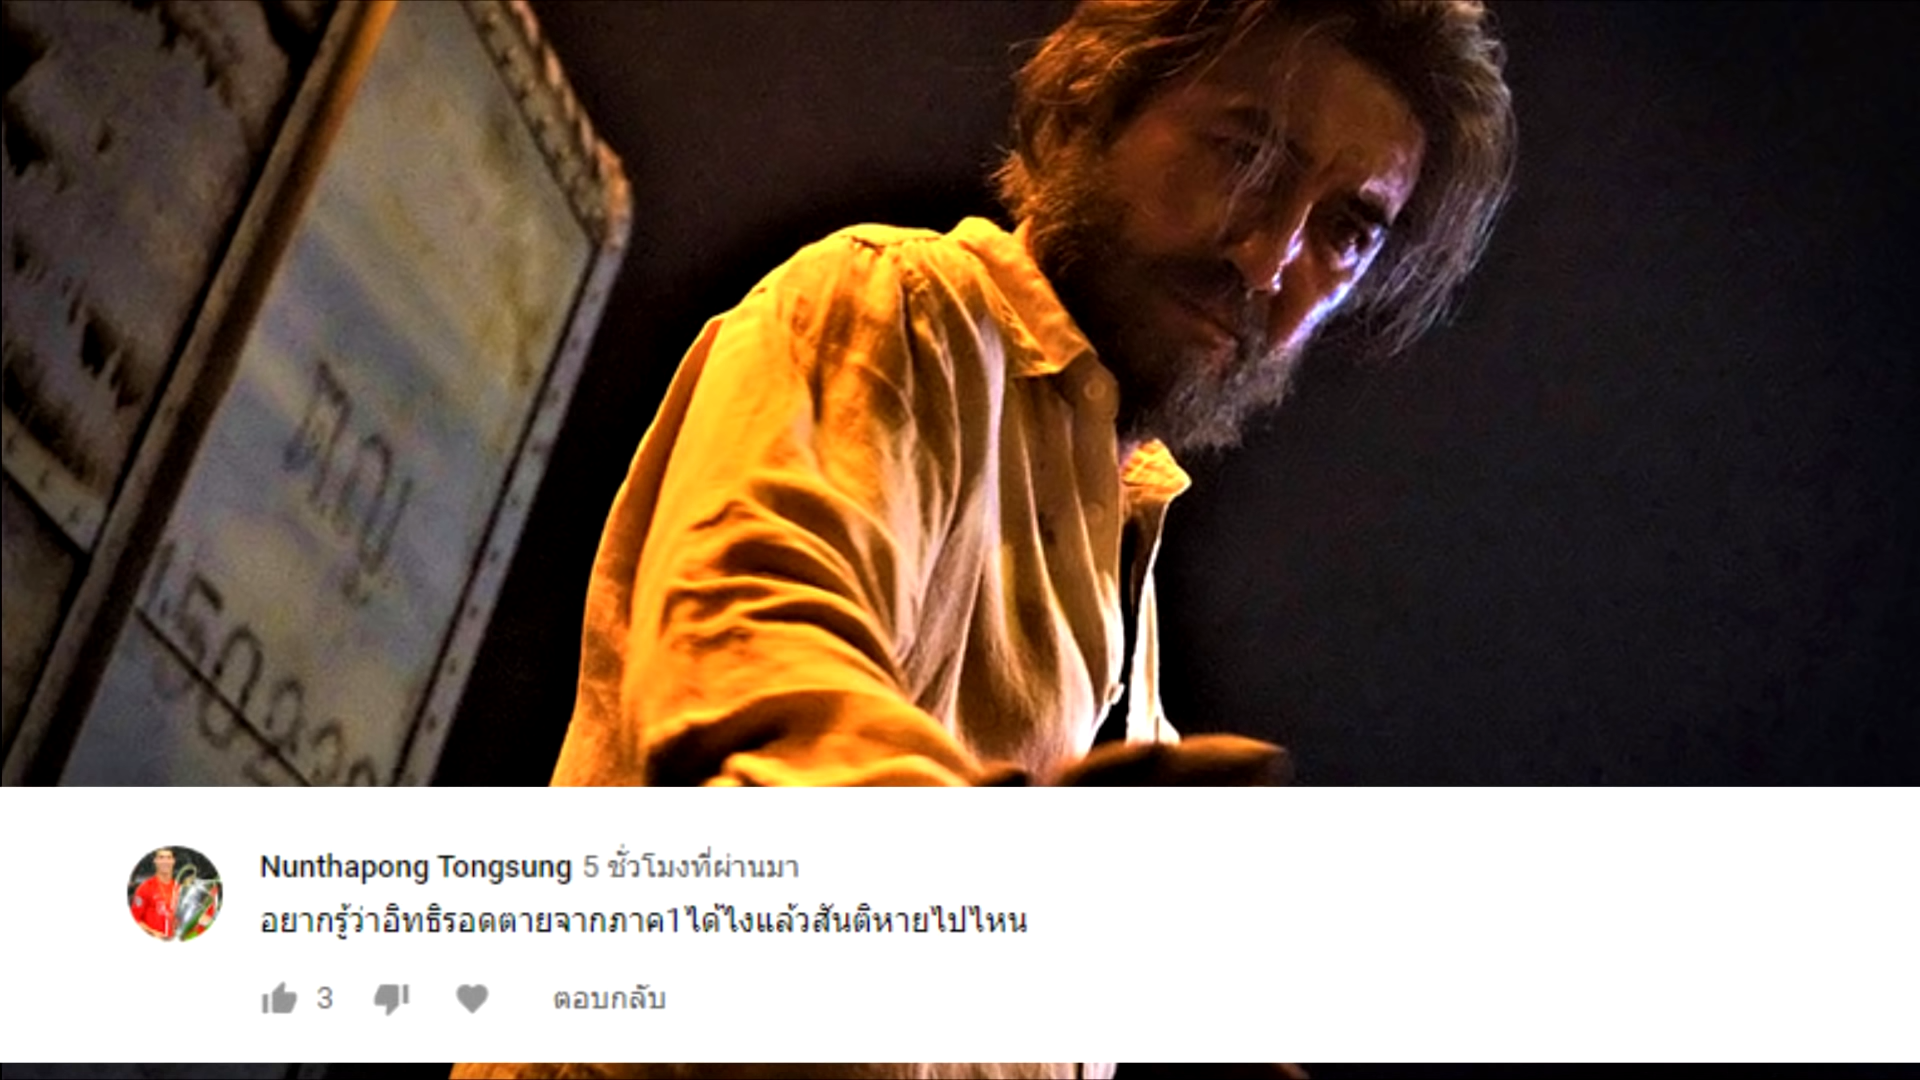 Nunthapong Tongsung 5 ชั่วโมงที่ผ่านมา
อยากรู้ว่าอิทธิรอดตายจากภาค1ได้ไงแล้วสันติหายไปไหน
3 ตอบกลับ